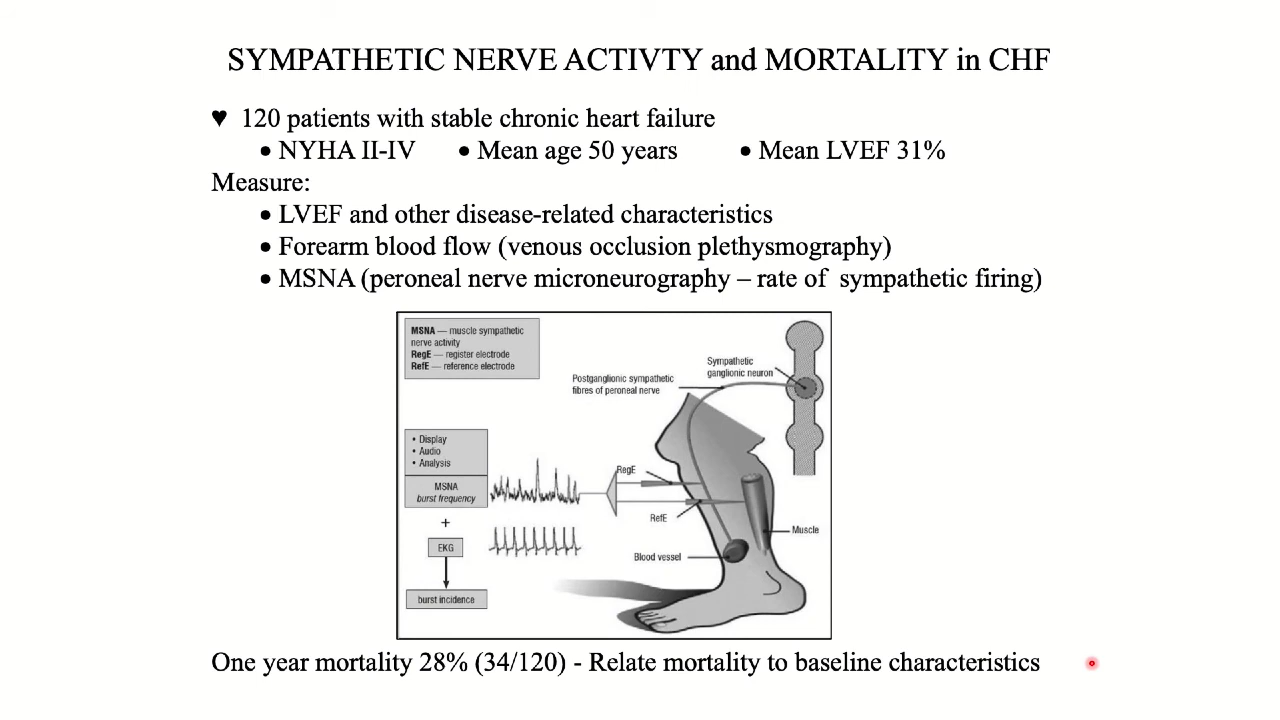 SYMPATHETIC NERVE ACTIVTY and MORTALITY in CHF
♥ 120 patients with stable chronic heart failure
• NYHA II-IV • Mean age 50 years • Mean LVEF 31%
Measure:
• LVEF and other disease-related characteristics
• Forearm blood flow (venous occlusion plethysmography)
• MSNA (peroneal nerve microneurography – rate of sympathetic firing)
MSNA — muscle sympathetic
nerve activity
RegE — register electrode
RefE — reference electrode
Sympathetic
ganglionic neuron
Postganglionic sympathetic
fibres of peroneal nerve
• Display
• Audio
• Analysis
MSNA
burst frequency
+
EKG
burst incidence
RegE
RefE
Muscle
Blood vessel
One year mortality 28% (34/120) - Relate mortality to baseline characteristics